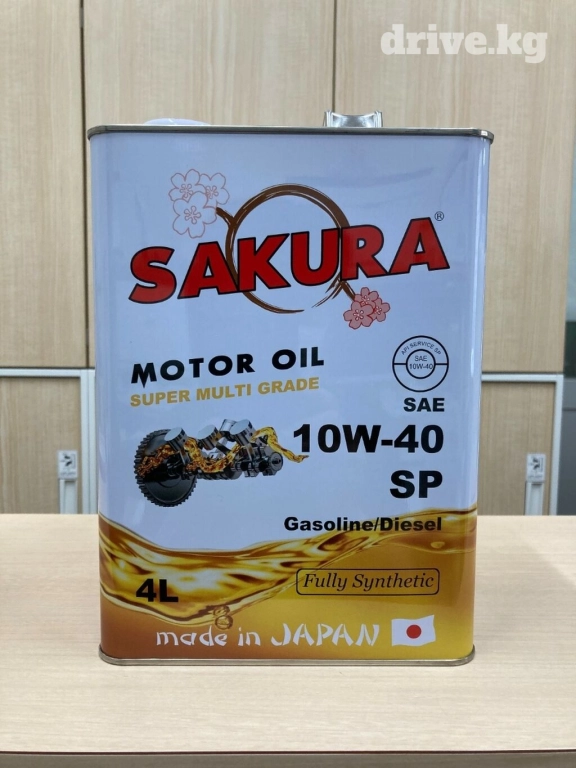 drive.kg
SAKURA®
MOTOR OIL
SUPER MULTI GRADE
API SERVICE SP
SAE
10W-40
SAE
10W-40
SP
Gasoline/Diesel
Fully Synthetic
4L
made in JAPAN